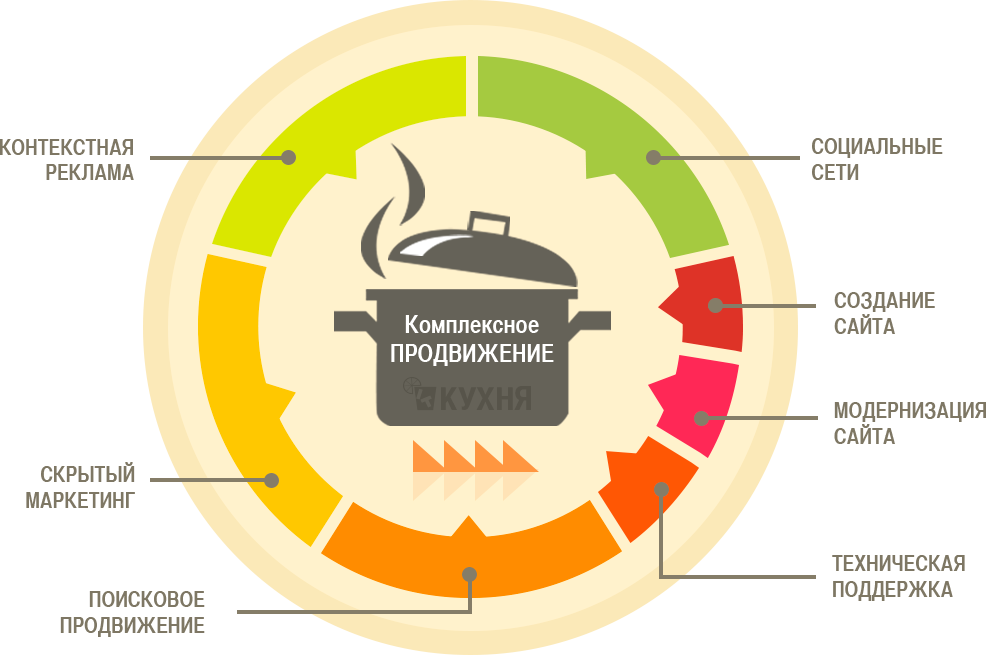 КОНТЕКСТНАЯ
РЕКЛАМА
СОЦИАЛЬНЫЕ
СЕТИ
СОЗДАНИЕ
САЙТА
Комплексное
ПРОДВИЖЕНИЕ
КУХНЯ
МОДЕРНИЗАЦИЯ
САЙТА
СКРЫТЫЙ
МАРКЕТИНГ
ТЕХНИЧЕСКАЯ
ПОДДЕРЖКА
ПОИСКОВОЕ
ПРОДВИЖЕНИЕ